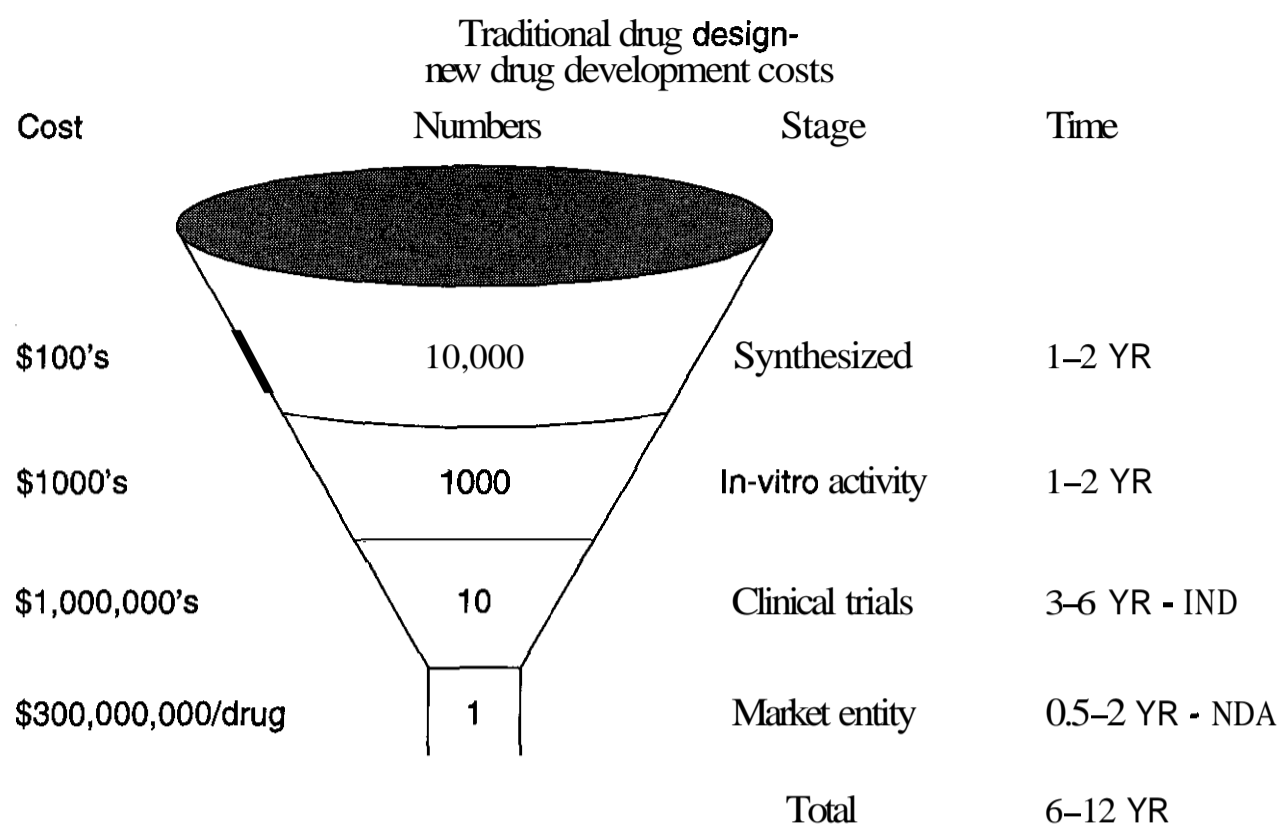 Traditional drug design-
new drug development costs
Cost Numbers Stage Time
$100's 10,000 Synthesized 1–2 YR
$1000's 1000 In-vitro activity 1–2 YR
$1,000,000's 10 Clinical trials 3–6 YR - IND
$300,000,000/drug 1 Market entity 0.5–2 YR - NDA
Total 6–12 YR